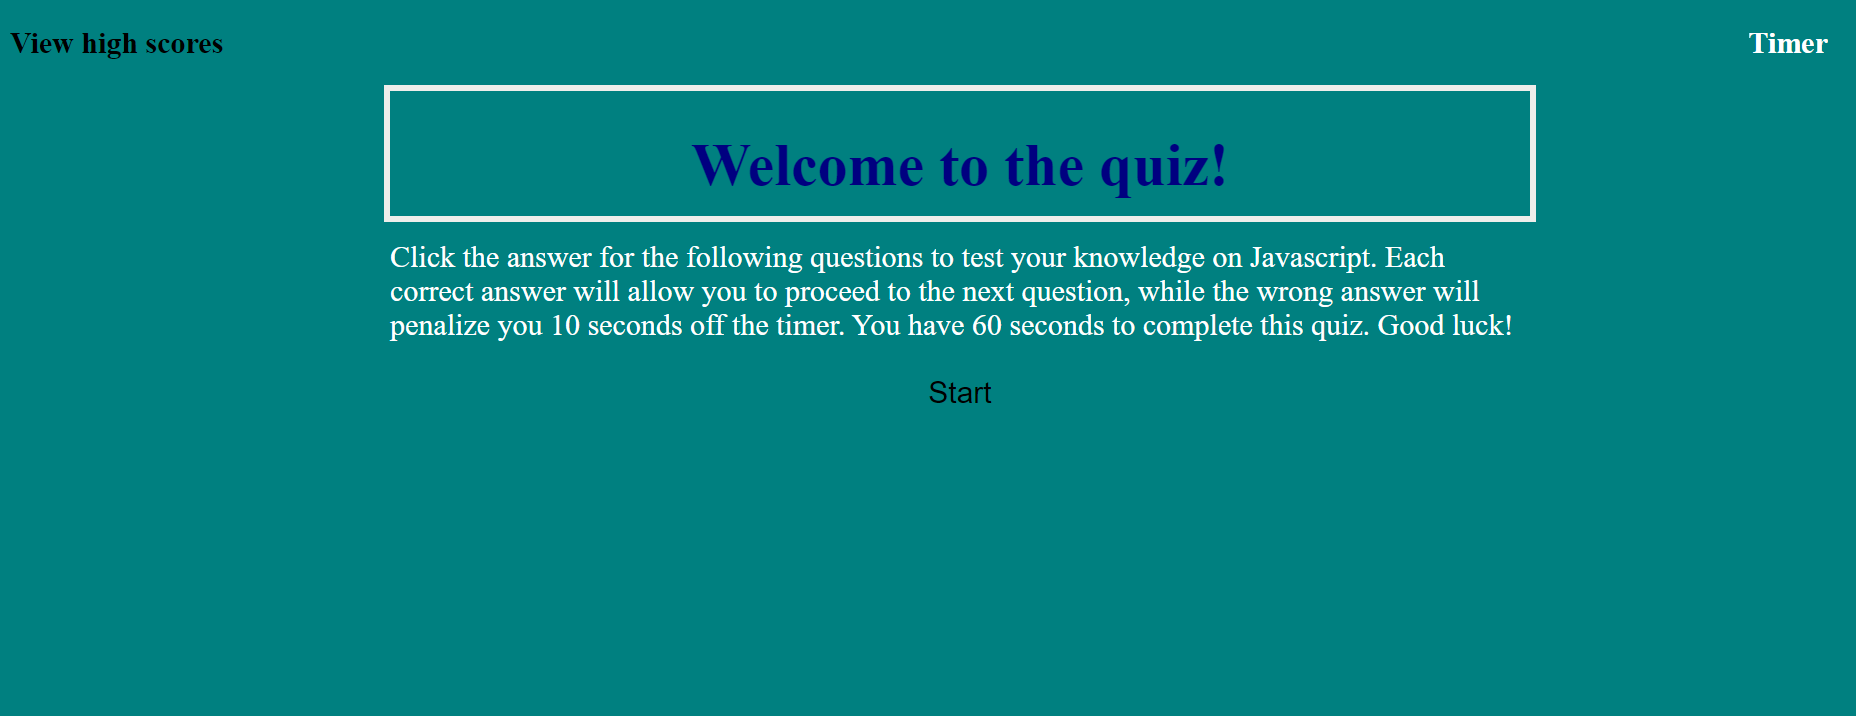 View high scores
Timer
Welcome to the quiz!
Click the answer for the following questions to test your knowledge on Javascript. Each
correct answer will allow you to proceed to the next question, while the wrong answer will
penalize you 10 seconds off the timer. You have 60 seconds to complete this quiz. Good luck!
Start